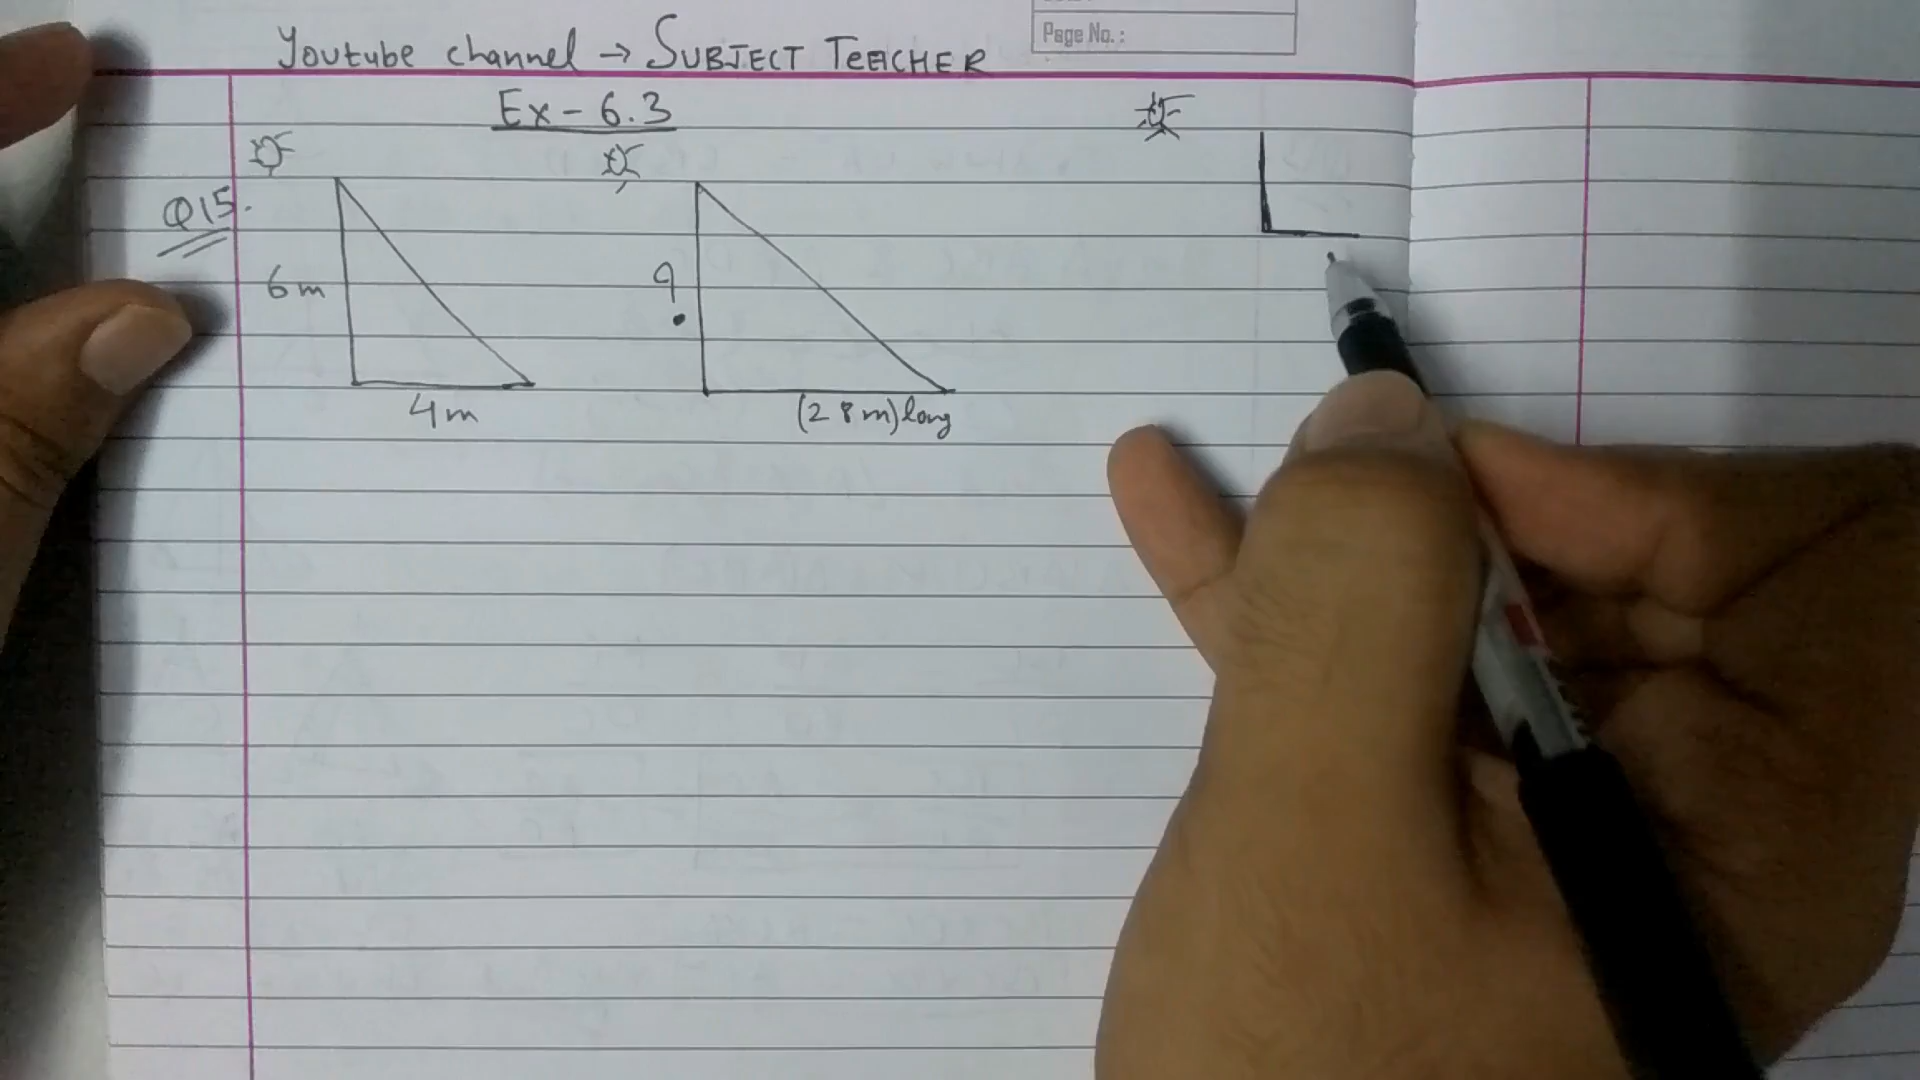 Youtube channel → SUBJECT TEACHER
Page No.:
Ex - 6.3
Q15.
6m
?
4m
(28m) long